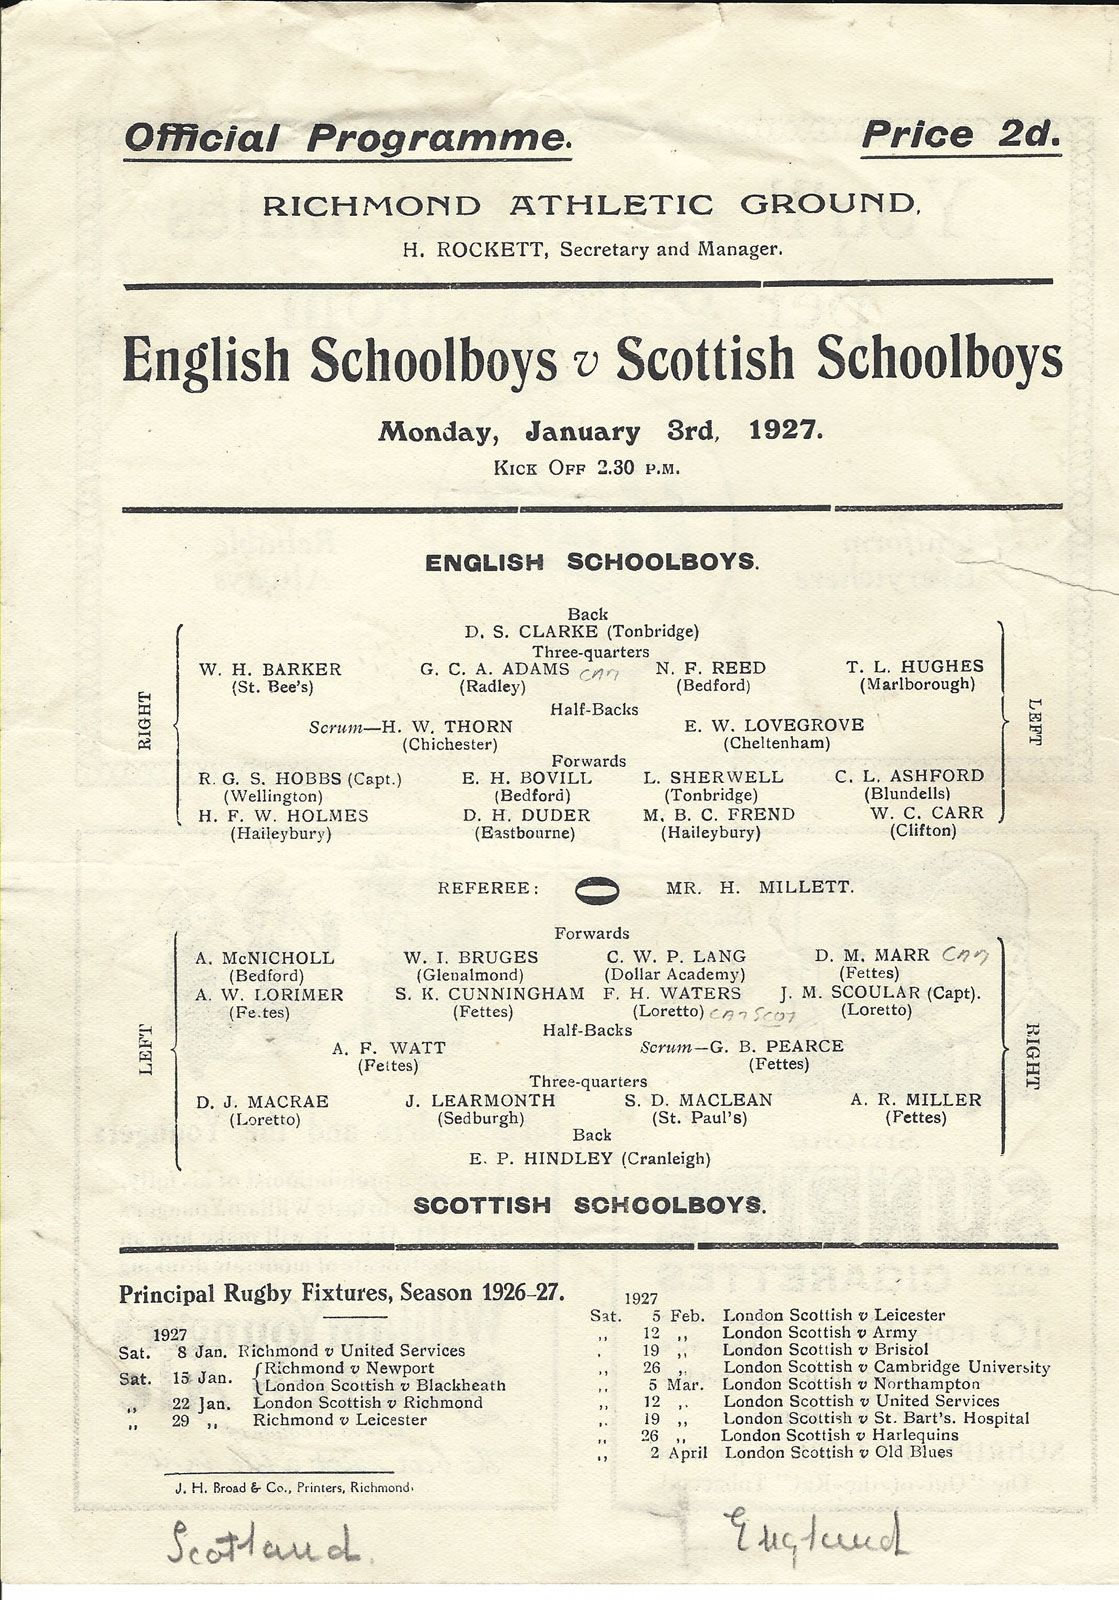 Official Programme. Price 2d.
RICHMOND ATHLETIC GROUND,
H. ROCKETT, Secretary and Manager.
English Schoolboys v Scottish Schoolboys
Monday, January 3rd, 1927.
KICK OFF 2.30 P.M.
ENGLISH SCHOOLBOYS.
Back
D. S. CLARKE (Tonbridge)
Three-quarters
W. H. BARKER G. C. A. ADAMS CAM N. F. REED T. L. HUGHES
(St. Bee's) (Radley) (Bedford) (Marlborough)
RIGHT
LEFT
Half-Backs
Scrum—H. W. THORN E. W. LOVEGROVE
(Chichester) (Cheltenham)
Forwards
R. G. S. HOBBS (Capt.) E. H. BOVILL L. SHERWELL C. L. ASHFORD
(Wellington) (Bedford) (Tonbridge) (Blundells)
H. F. W. HOLMES D. H. DUDER M. B. C. FREND W. C. CARR
(Haileybury) (Eastbourne) (Haileybury) (Clifton)
REFEREE: MR. H. MILLETT.
Forwards
A. McNICHOLL W. I. BRUGES C. W. P. LANG D. M. MARR CAM
(Bedford) (Glenalmond) (Dollar Academy) (Fettes)
A. W. LORIMER S. K. CUNNINGHAM F. H. WATERS J. M. SCOULAR (Capt).
(Fettes) (Fettes) (Loretto) CAM SCOT (Loretto)
LEFT
RIGHT
Half-Backs
A. F. WATT Scrum—G. B. PEARCE
(Fettes) (Fettes)
Three-quarters
D. J. MACRAE J. LEARMONTH S. D. MACLEAN A. R. MILLER
(Loretto) (Sedburgh) (St. Paul's) (Fettes)
Back
E. P. HINDLEY (Cranleigh)
SCOTTISH SCHOOLBOYS.
Principal Rugby Fixtures, Season 1926-27.
1927
Sat. 8 Jan. Richmond v United Services
Sat. 15 Jan. Richmond v Newport
London Scottish v Blackheath
,, 22 Jan. London Scottish v Richmond
,, 29 ,, Richmond v Leicester
1927
Sat. 5 Feb. London Scottish v Leicester
,, 12 ,, London Scottish v Army
, 19 ,, London Scottish v Bristol
,, 26 ,, London Scottish v Cambridge University
,, 5 Mar. London Scottish v Northampton
,, 12 ,. London Scottish v United Services
,. 19 ,, London Scottish v St. Bart's. Hospital
,, 26 ,, London Scottish v Harlequins
,, 2 April London Scottish v Old Blues
J. H. Broad & Co., Printers, Richmond.
Scotland. England